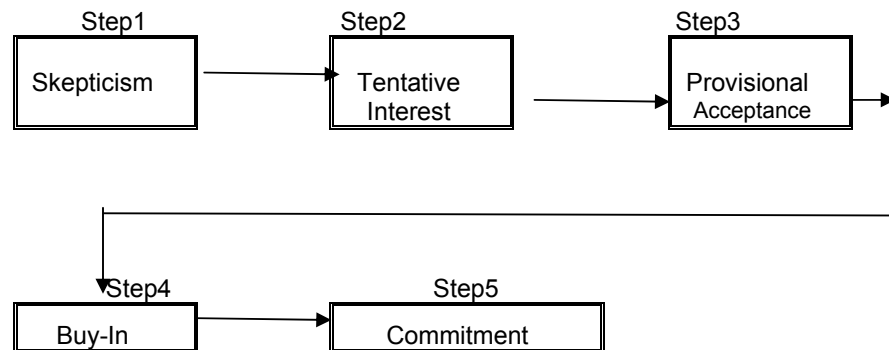 Step1
Step2
Step3
Skepticism
Tentative
Interest
Provisional
Acceptance
Step4
Step5
Buy-In
Commitment